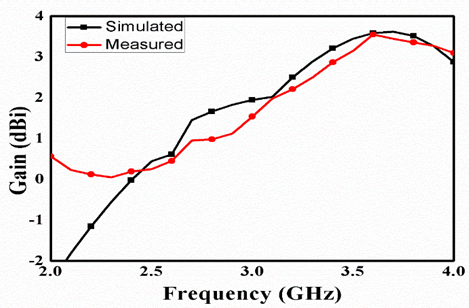 4
Simulated
Measured
3
2
1
0
-1
-2
Gain (dBi)
2.0 2.5 3.0 3.5 4.0
Frequency (GHz)